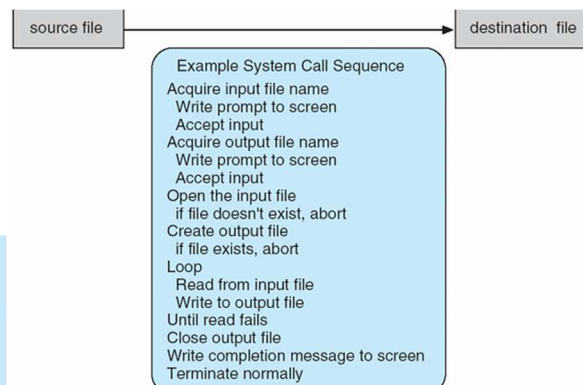 source file
destination file
Example System Call Sequence
Acquire input file name
Write prompt to screen
Accept input
Acquire output file name
Write prompt to screen
Accept input
Open the input file
if file doesn't exist, abort
Create output file
if file exists, abort
Loop
Read from input file
Write to output file
Until read fails
Close output file
Write completion message to screen
Terminate normally